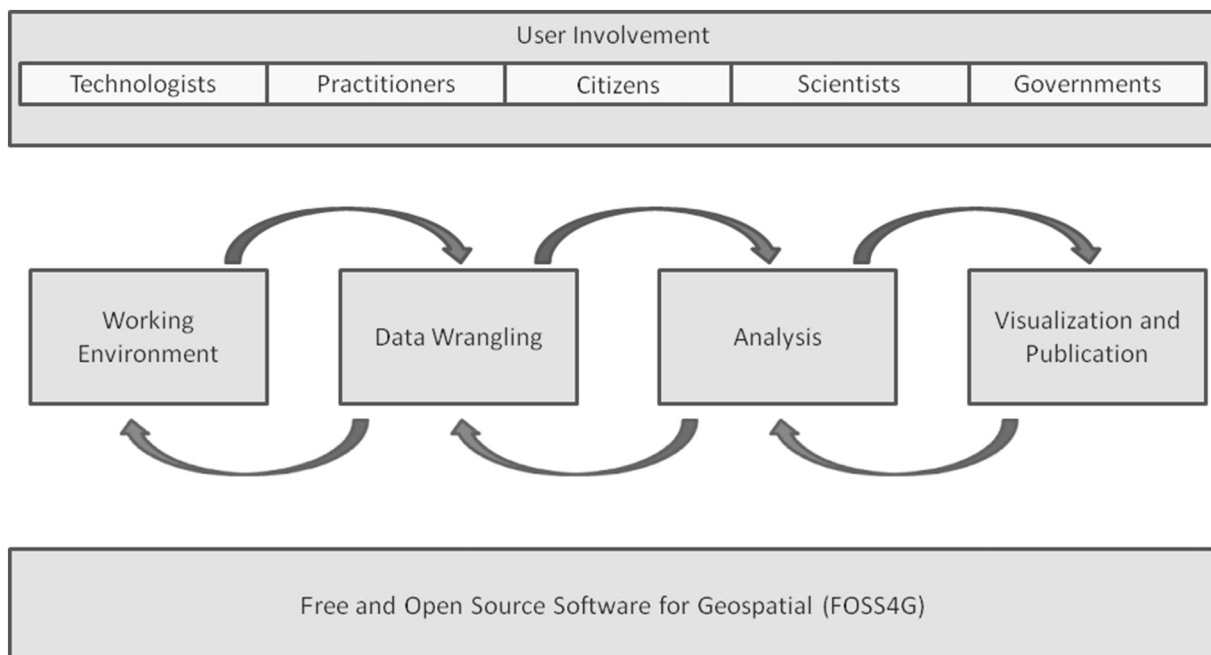 User Involvement
Technologists
Practitioners
Citizens
Scientists
Governments
Working
Environment
Data Wrangling
Analysis
Visualization and
Publication
Free and Open Source Software for Geospatial (FOSS4G)